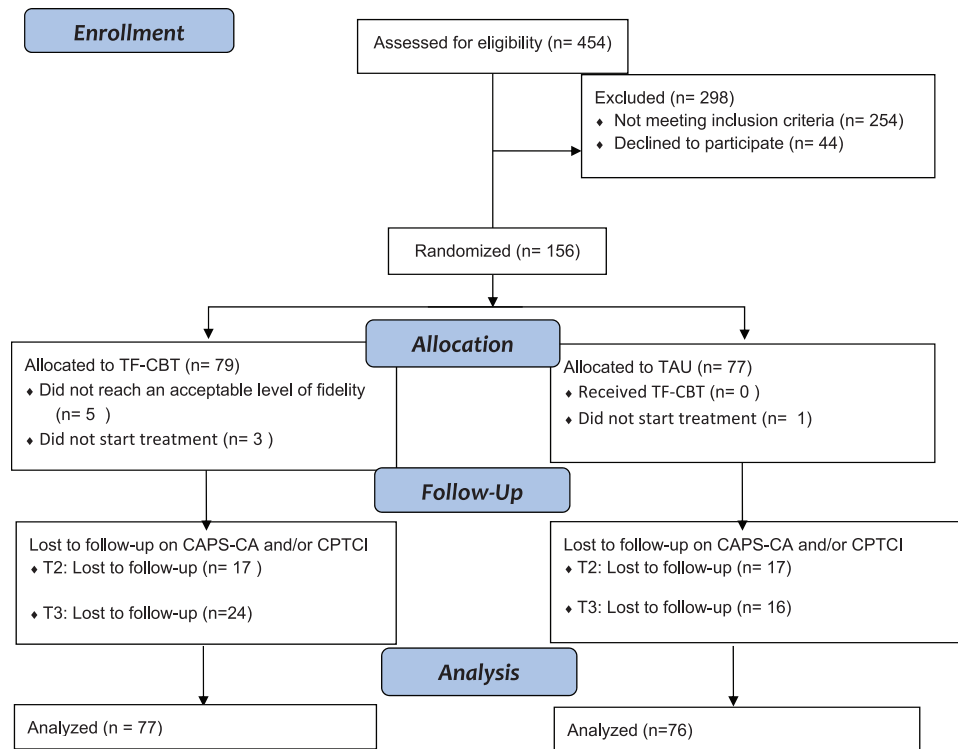 Enrollment
Assessed for eligibility (n= 454)
Excluded (n= 298)
♦ Not meeting inclusion criteria (n= 254)
♦ Declined to participate (n= 44)
Randomized (n= 156)
Allocation
Allocated to TF-CBT (n= 79)
♦ Did not reach an acceptable level of fidelity
(n= 5 )
♦ Did not start treatment (n= 3 )
Allocated to TAU (n= 77)
♦ Received TF-CBT (n= 0 )
♦ Did not start treatment (n= 1)
Follow-Up
Lost to follow-up on CAPS-CA and/or CPTCI
♦ T2: Lost to follow-up (n= 17 )
♦ T3: Lost to follow-up (n=24)
Lost to follow-up on CAPS-CA and/or CPTCI
♦ T2: Lost to follow-up (n= 17)
♦ T3: Lost to follow-up (n= 16)
Analysis
Analyzed (n = 77)
Analyzed (n=76)